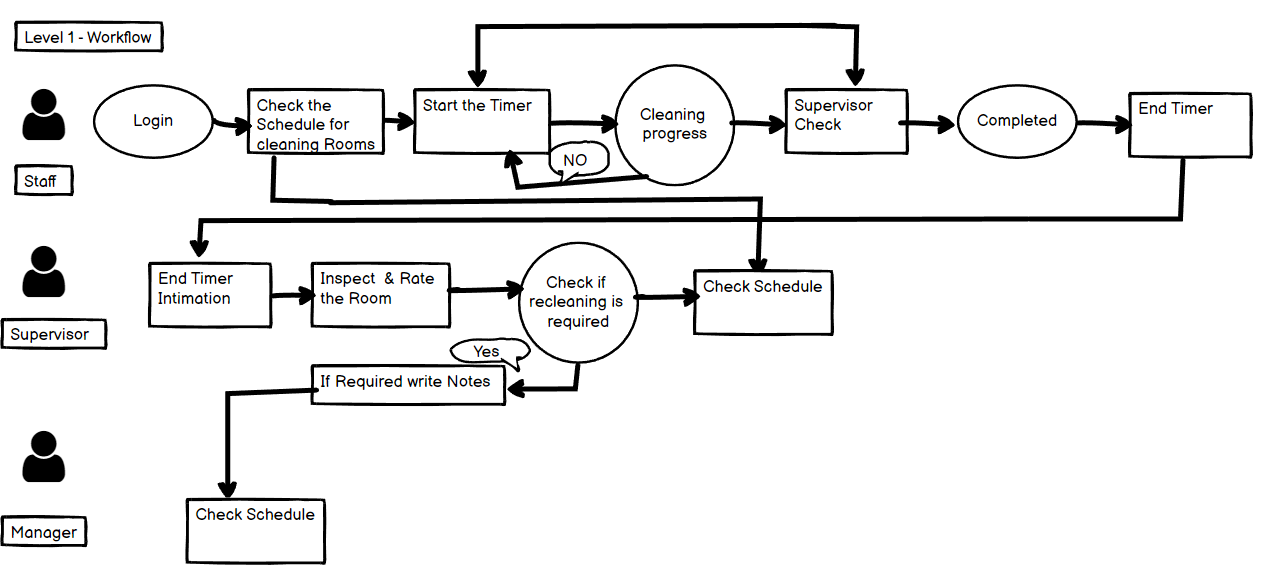 Level 1 - Workflow
Staff
Login
Check the
Schedule for
cleaning Rooms
Start the Timer
NO
Cleaning
progress
Supervisor
Check
Completed
End Timer
Supervisor
End Timer
Intimation
Inspect & Rate
the Room
Check if
recleaning is
required
Check Schedule
Yes
If Required write Notes
Manager
Check Schedule